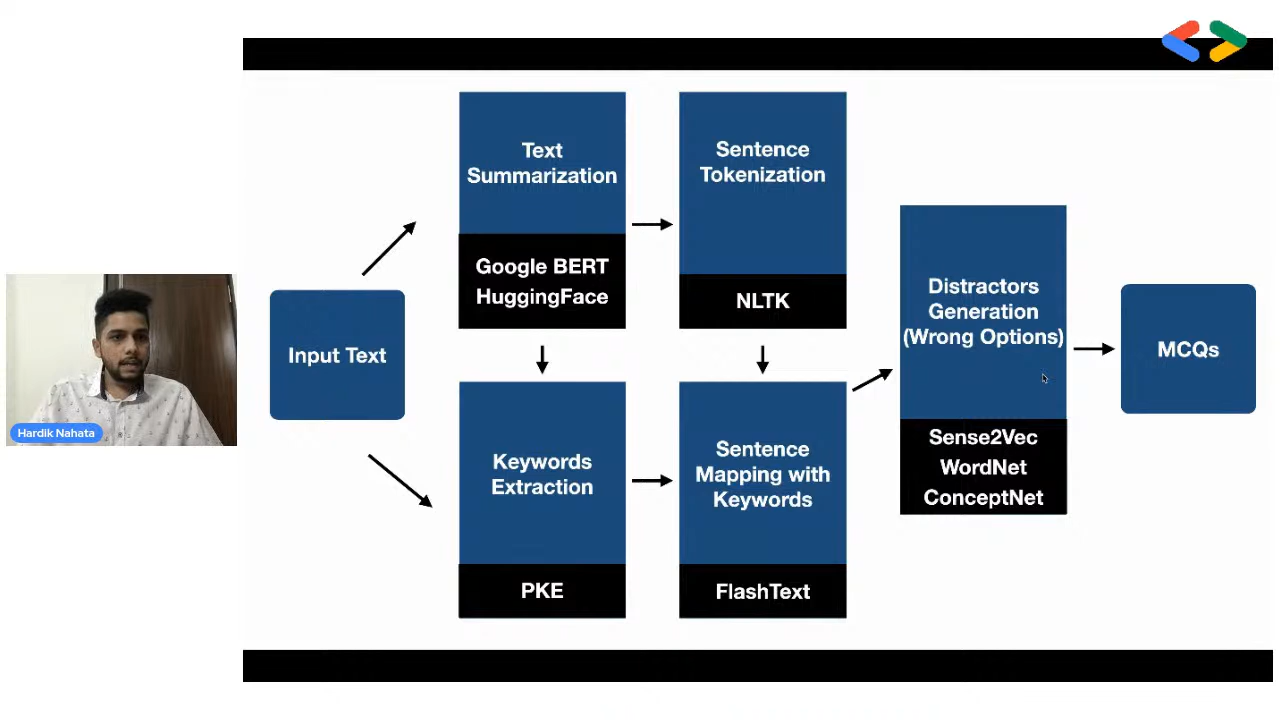 Text
Summarization
Google BERT
HuggingFace
Sentence
Tokenization
NLTK
Input Text
Keywords
Extraction
PKE
Sentence
Mapping with
Keywords
FlashText
Distractors
Generation
(Wrong Options)
Sense2Vec
WordNet
ConceptNet
MCQs
Hardik Nahata